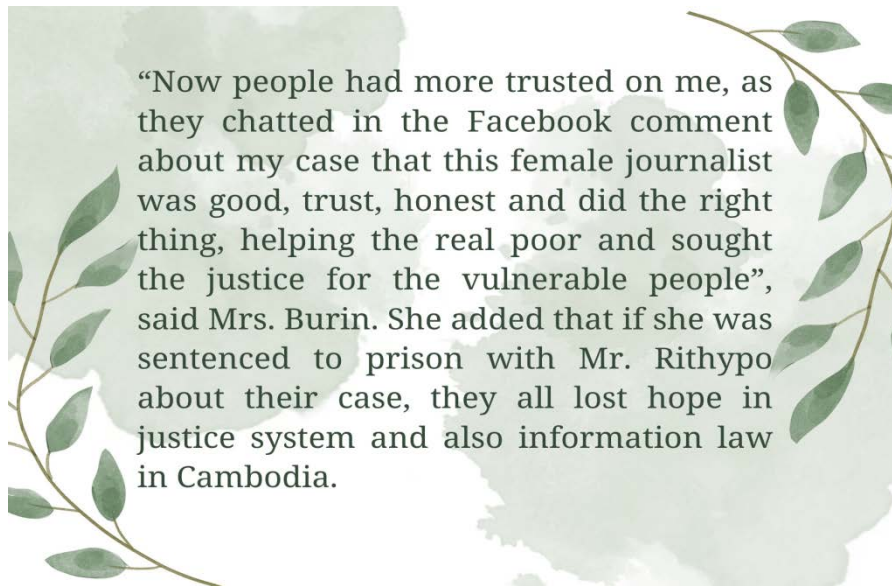 “Now people had more trusted on me, as
they chatted in the Facebook comment
about my case that this female journalist
was good, trust, honest and did the right
thing, helping the real poor and sought
the justice for the vulnerable people”,
said Mrs. Burin. She added that if she was
sentenced to prison with Mr. Rithypo
about their case, they all lost hope in
justice system and also information law
in Cambodia.